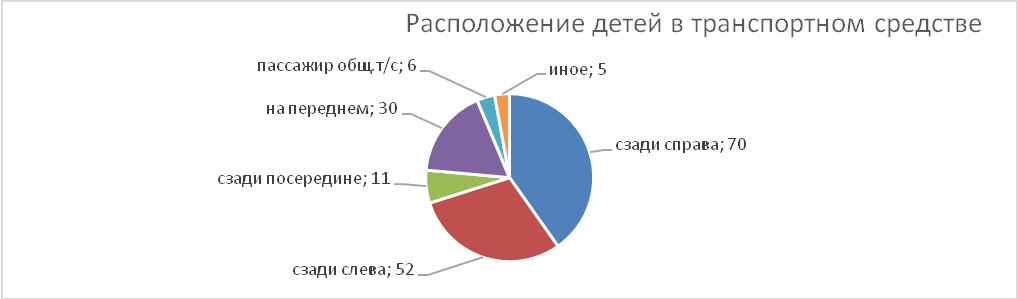 Расположение детей в транспортном средстве
пассажир общ.т/с; 6
иное; 5
на переднем; 30
сзади справа; 70
сзади посередине; 11
сзади слева; 52